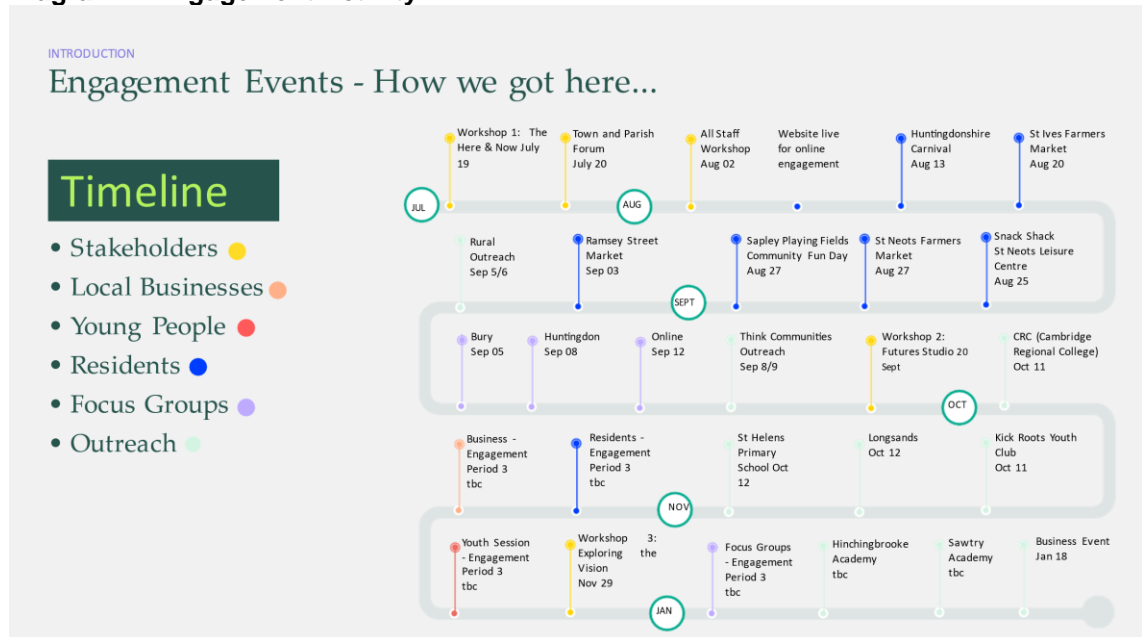 Engagement
INTRODUCTION
Engagement Events - How we got here...
Timeline
• Stakeholders
• Local Businesses
• Young People
• Residents
• Focus Groups
• Outreach
Workshop 1: The
Here & Now July
19
Town and Parish
Forum
July 20
All Staff
Workshop
Aug 02
Website live
for online
engagement
Huntingdonshire
Carnival
Aug 13
St Ives Farmers
Market
Aug 20
JUL
AUG
Rural
Outreach
Sep 5/6
Ramsey Street
Market
Sep 03
Sapley Playing Fields
Community Fun Day
Aug 27
St Neots Farmers
Market
Aug 27
Snack Shack
St Neots Leisure
Centre
Aug 25
SEPT
Bury
Sep 05
Huntingdon
Sep 08
Online
Sep 12
Think Communities
Outreach
Sep 8/9
Workshop 2:
Futures Studio 20
Sept
CRC (Cambridge
Regional College)
Oct 11
OCT
Business -
Engagement
Period 3
tbc
Residents -
Engagement
Period 3
tbc
St Helens
Primary
School Oct
12
Longsands
Oct 12
Kick Roots Youth
Club
Oct 11
NOV
Youth Session
- Engagement
Period 3
tbc
Workshop 3:
Exploring the
Vision
Nov 29
Focus Groups
- Engagement
Period 3
tbc
Hinchingbrooke
Academy
tbc
Sawtry
Academy
tbc
Business Event
Jan 18
JAN